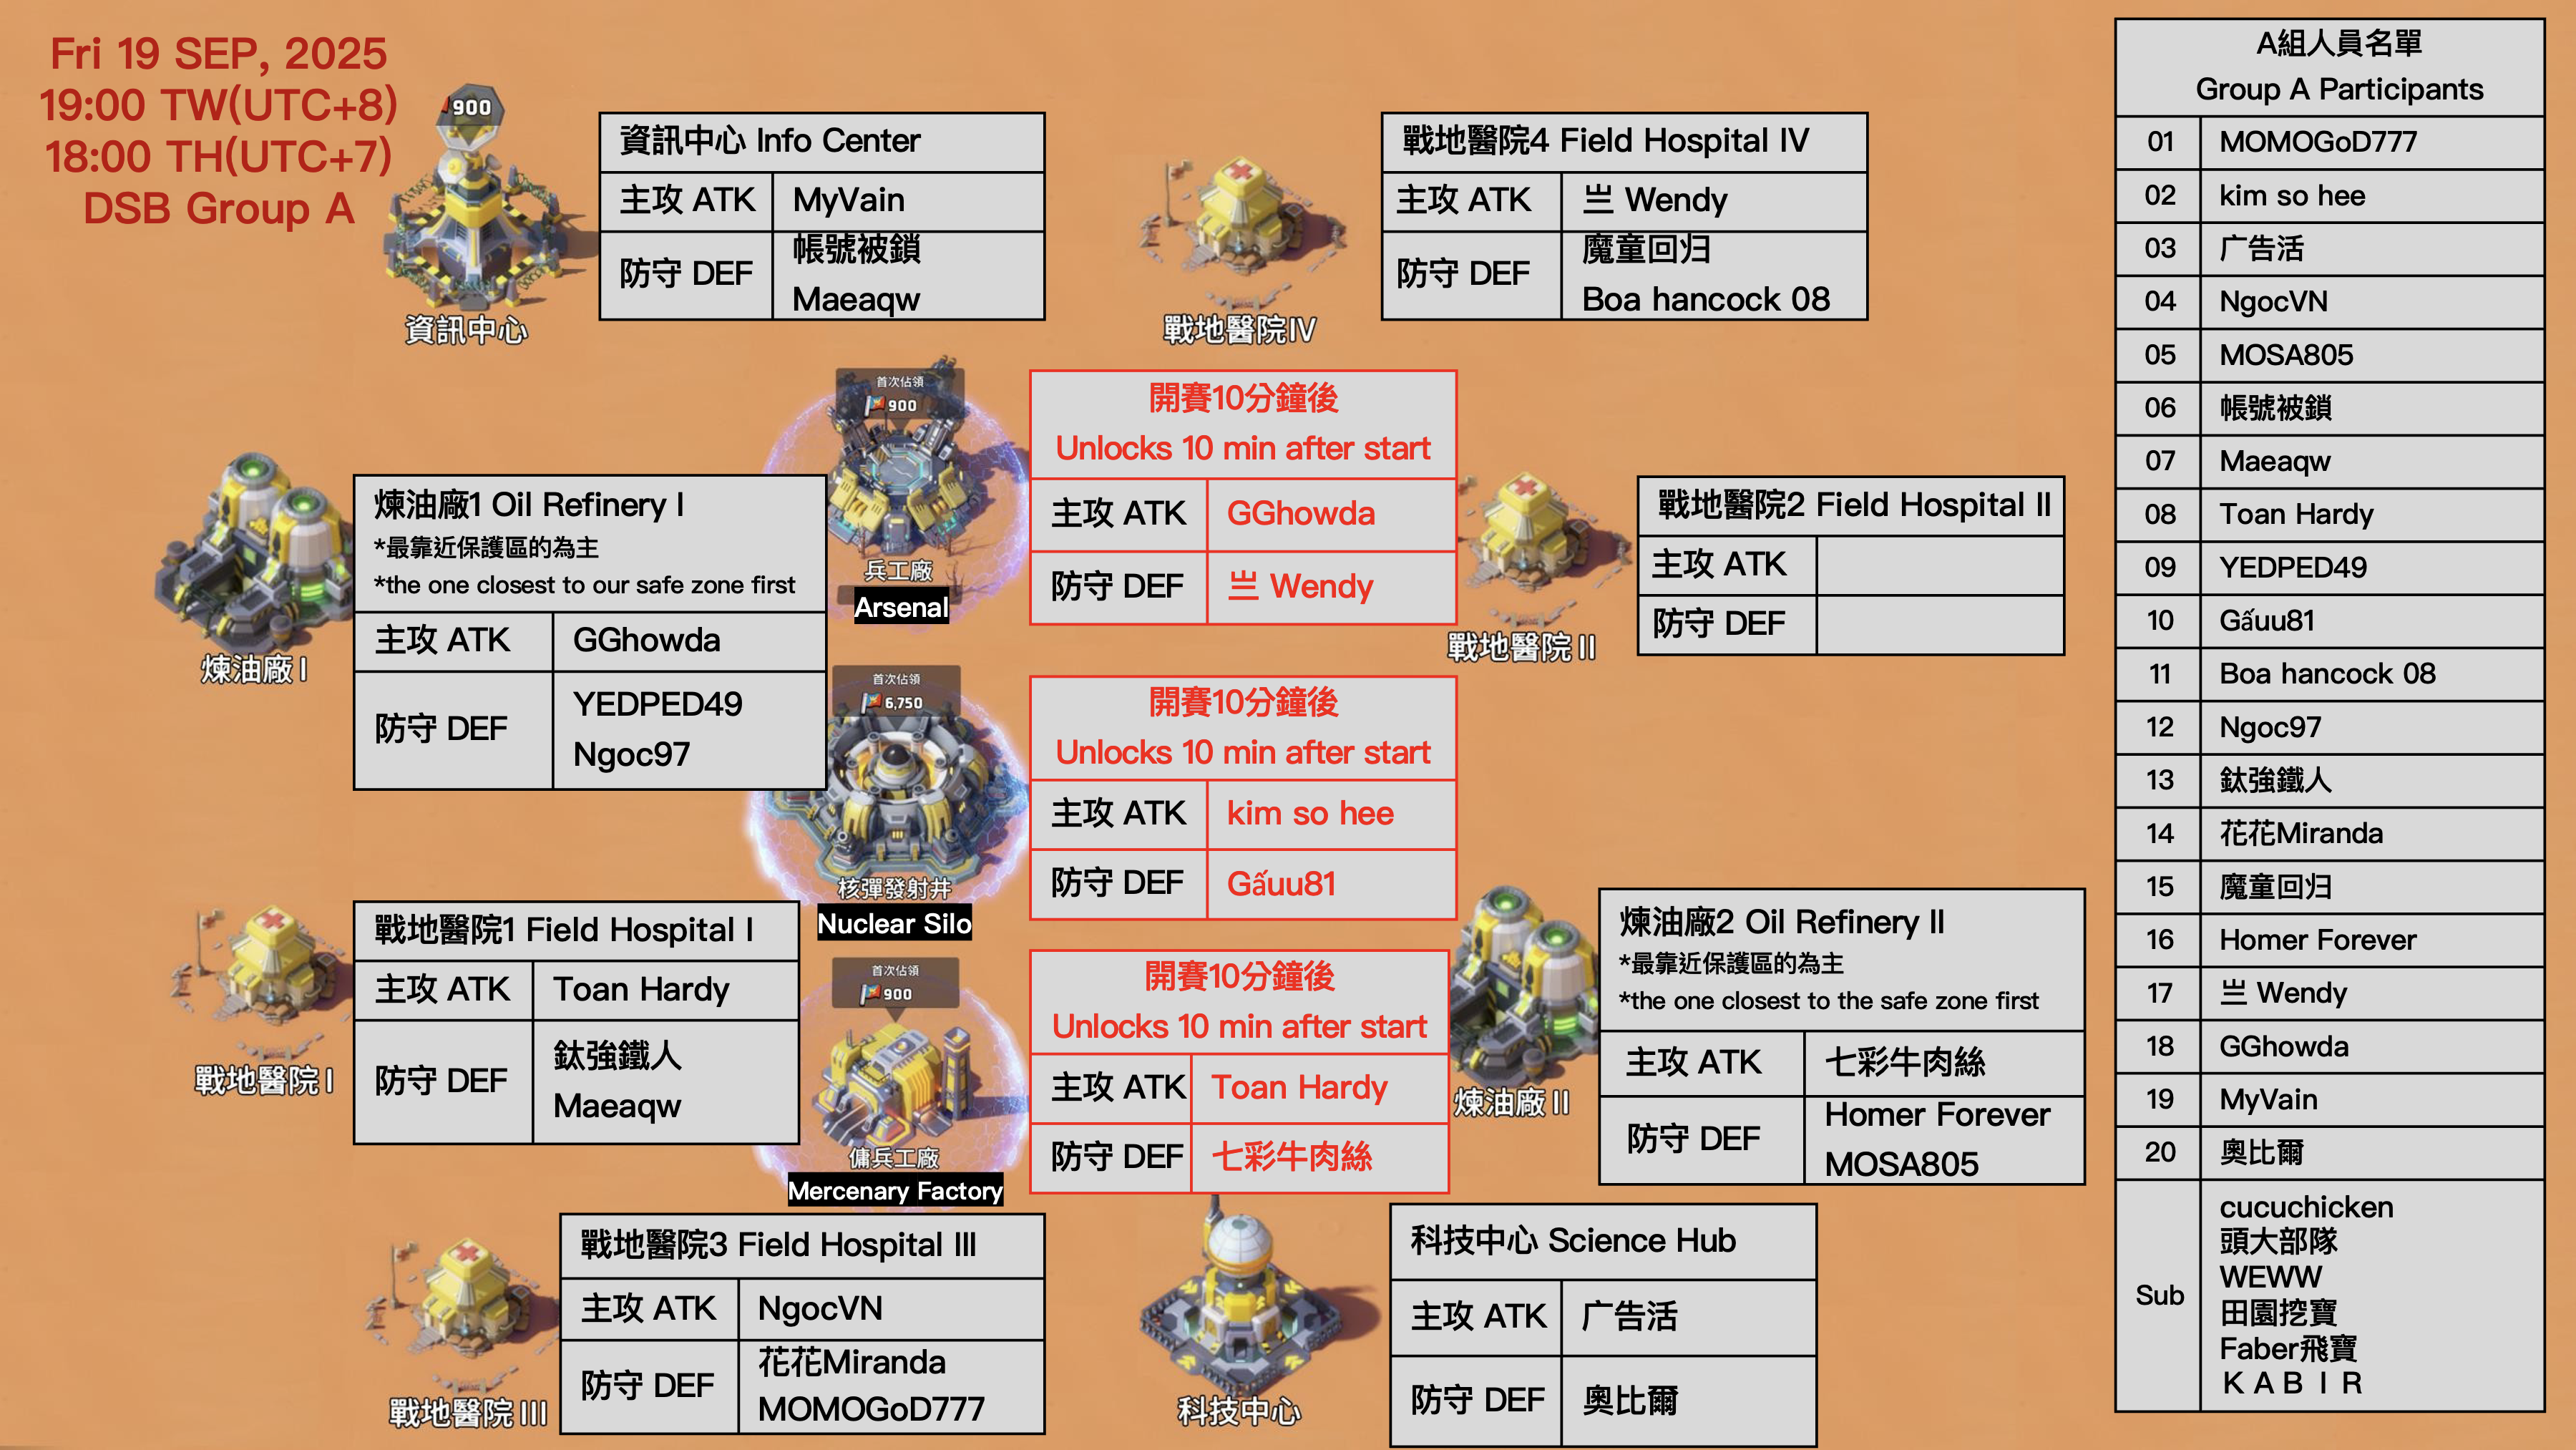 Fri 19 SEP, 2025
19:00 TW(UTC+8)
18:00 TH(UTC+7)
DSB Group A
900
資訊中心
資訊中心 Info Center
主攻 ATK
MyVain
防守 DEF
帳號被鎖
Maeaqw
戰地醫院IV
戰地醫院4 Field Hospital IV
主攻 ATK
亗 Wendy
防守 DEF
魔童回归
Boa hancock 08
首次佔領
900
兵工廠
Arsenal
開賽10分鐘後
Unlocks 10 min after start
主攻 ATK
GGhowda
防守 DEF
亗 Wendy
煉油廠 I
煉油廠1 Oil Refinery I
*最靠近保護區的為主
*the one closest to our safe zone first
主攻 ATK
GGhowda
防守 DEF
YEDPED49
Ngoc97
戰地醫院 II
戰地醫院2 Field Hospital II
主攻 ATK
防守 DEF
首次佔領
6,750
核彈發射井
Nuclear Silo
開賽10分鐘後
Unlocks 10 min after start
主攻 ATK
kim so hee
防守 DEF
Gấuu81
戰地醫院 I
戰地醫院1 Field Hospital I
主攻 ATK
Toan Hardy
防守 DEF
鈦強鐵人
Maeaqw
首次佔領
900
傭兵工廠
Mercenary Factory
開賽10分鐘後
Unlocks 10 min after start
主攻 ATK
Toan Hardy
防守 DEF
七彩牛肉絲
煉油廠 II
煉油廠2 Oil Refinery II
*最靠近保護區的為主
*the one closest to the safe zone first
主攻 ATK
七彩牛肉絲
防守 DEF
Homer Forever
MOSA805
戰地醫院 III
戰地醫院3 Field Hospital III
主攻 ATK
NgocVN
防守 DEF
花花Miranda
MOMOGoD777
科技中心
科技中心 Science Hub
主攻 ATK
广告活
防守 DEF
奧比爾
A組人員名單
Group A Participants
01 MOMOGoD777
02 kim so hee
03 广告活
04 NgocVN
05 MOSA805
06 帳號被鎖
07 Maeaqw
08 Toan Hardy
09 YEDPED49
10 Gấuu81
11 Boa hancock 08
12 Ngoc97
13 鈦強鐵人
14 花花Miranda
15 魔童回归
16 Homer Forever
17 亗 Wendy
18 GGhowda
19 MyVain
20 奧比爾
Sub
cucuchicken
頭大部隊
WEWW
田園挖寶
Faber飛寶
ＫＡＢＩＲ